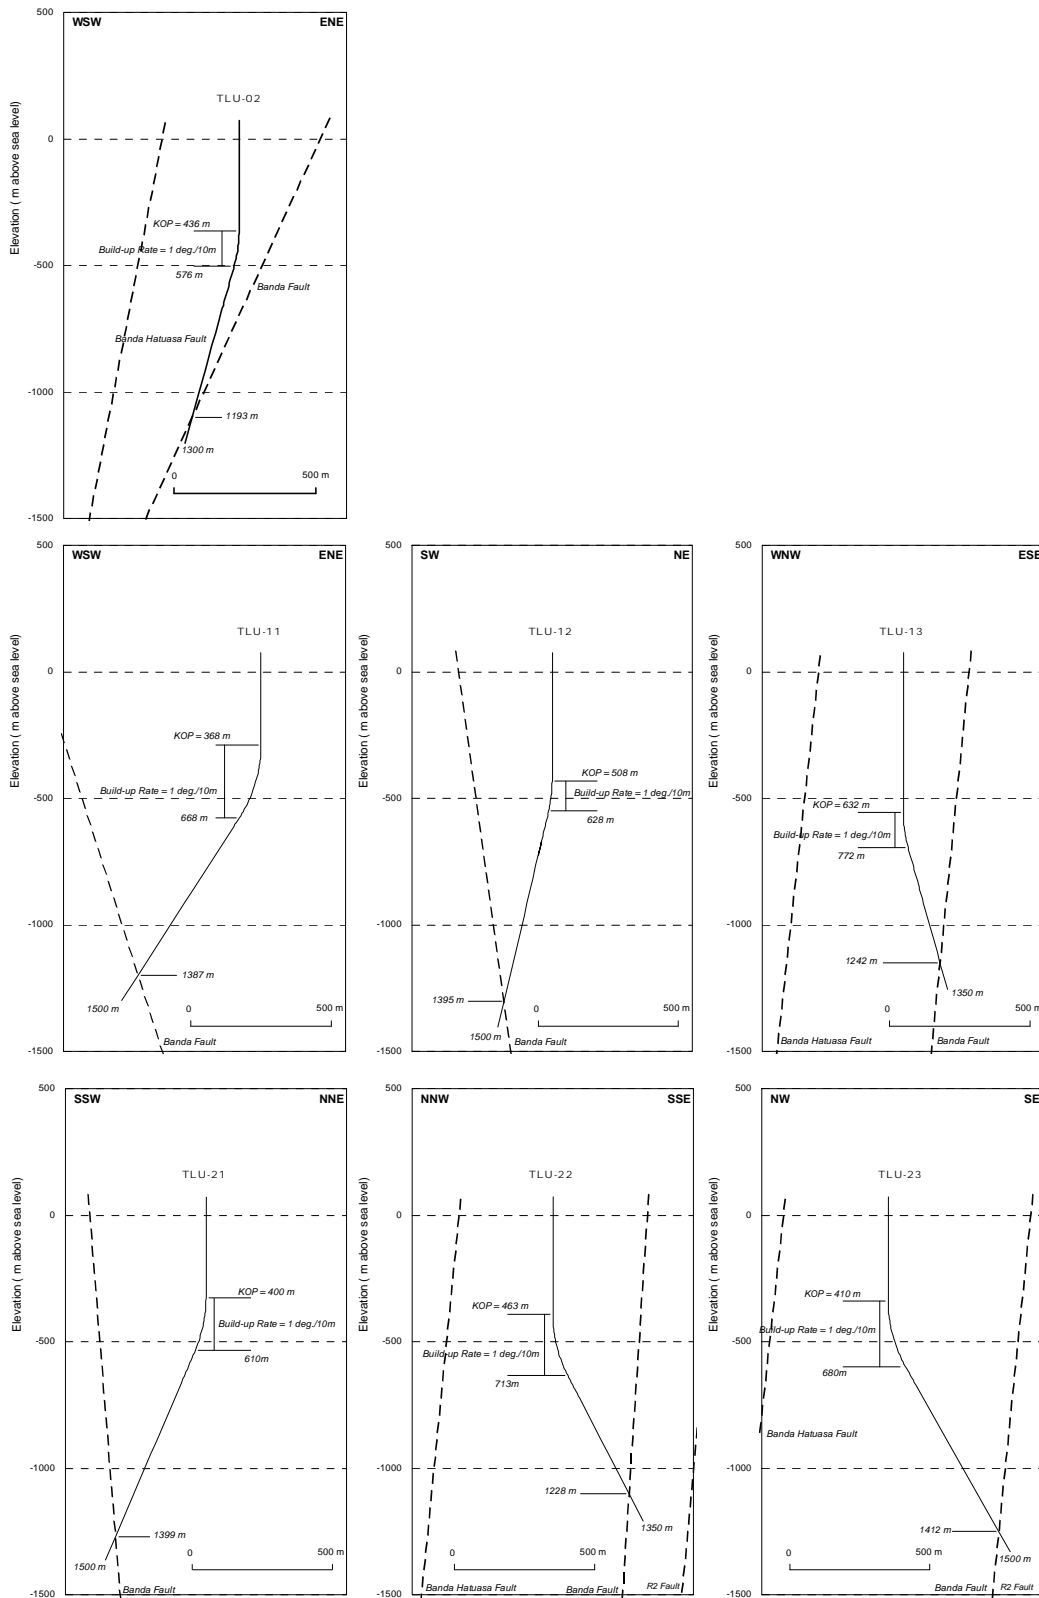 500
WSW ENE
TLU-02
Elevation ( m above sea level)
0
KOP = 436 m
Build-up Rate = 1 deg./10m
-500
576 m
Banda Fault
Banda Hatuasa Fault
-1000
1193 m
1300 m
0 500 m
-1500
500
WSW ENE
TLU-11
Elevation ( m above sea level)
0
KOP = 368 m
Build-up Rate = 1 deg./10m
-500
668 m
-1000
1387 m
1500 m
0 500 m
Banda Fault
-1500
500
SW NE
TLU-12
Elevation ( m above sea level)
0
KOP = 508 m
Build-up Rate = 1 deg./10m
-500
628 m
-1000
1395 m
0 500 m
1500 m
Banda Fault
-1500
500
WNW ESE
TLU-13
Elevation ( m above sea level)
0
KOP = 632 m
-500
Build-up Rate = 1 deg./10m
772 m
-1000
1242 m
1350 m
0 500 m
Banda Hatuasa Fault
Banda Fault
-1500
500
SSW NNE
TLU-21
Elevation ( m above sea level)
0
KOP = 400 m
Build-up Rate = 1 deg./10m
-500
610m
-1000
1399 m
1500 m
0 500 m
Banda Fault
-1500
500
NNW SSE
TLU-22
Elevation ( m above sea level)
0
KOP = 463 m
-500
Build-up Rate = 1 deg./10m
713m
-1000
1228 m
1350 m
0 500 m
Banda Hatuasa Fault
Banda Fault
R2 Fault
-1500
500
NW SE
TLU-23
Elevation ( m above sea level)
0
KOP = 410 m
Build-up Rate = 1 deg./10m
-500
680m
Banda Hatuasa Fault
-1000
1412 m
1500 m
0 500 m
Banda Fault
R2 Fault
-1500